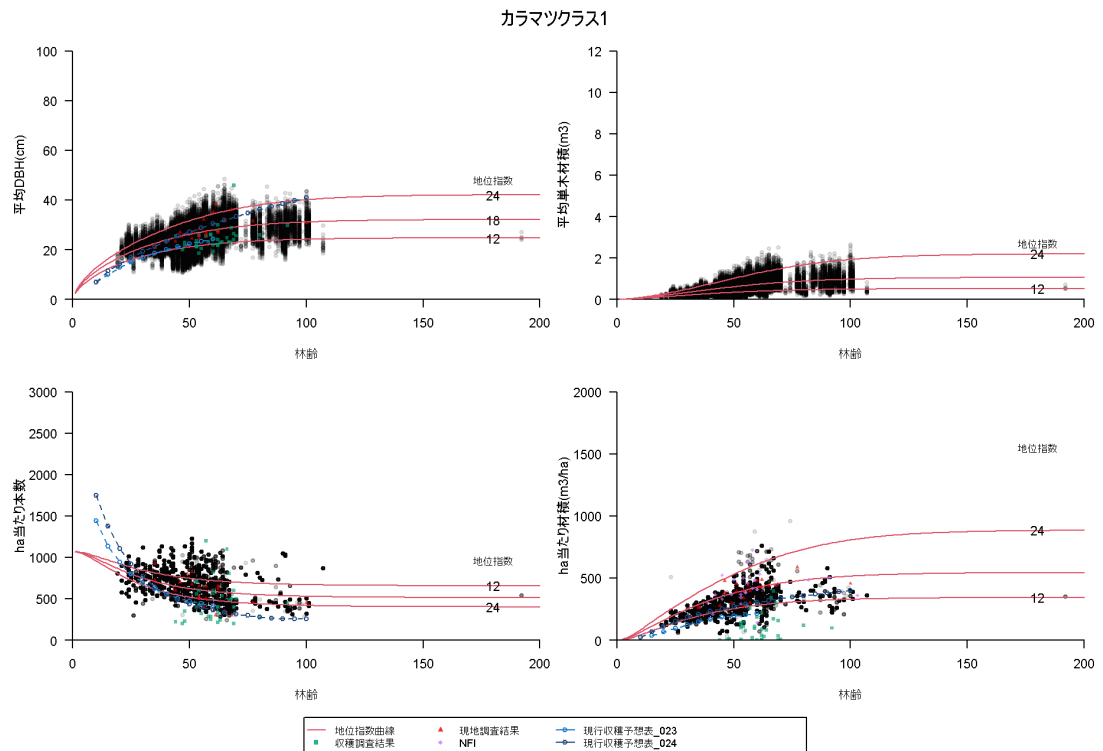 カラマツクラス1
平均DBH(cm)
100
80
60
40
20
0
地位指数
24
18
12
0 50 100 150 200
林齢
平均単木材積(m3)
12
10
8
6
4
2
0
地位指数
24
12
0 50 100 150 200
林齢
ha当たり本数
3000
2500
2000
1500
1000
500
0
地位指数
12
24
0 50 100 150 200
林齢
ha当たり材積(m3/ha)
2000
1500
1000
500
0
地位指数
24
12
0 50 100 150 200
林齢
地位指数曲線 現地調査結果 現行収穫予想表_023
収穫調査結果 NFI 現行収穫予想表_024